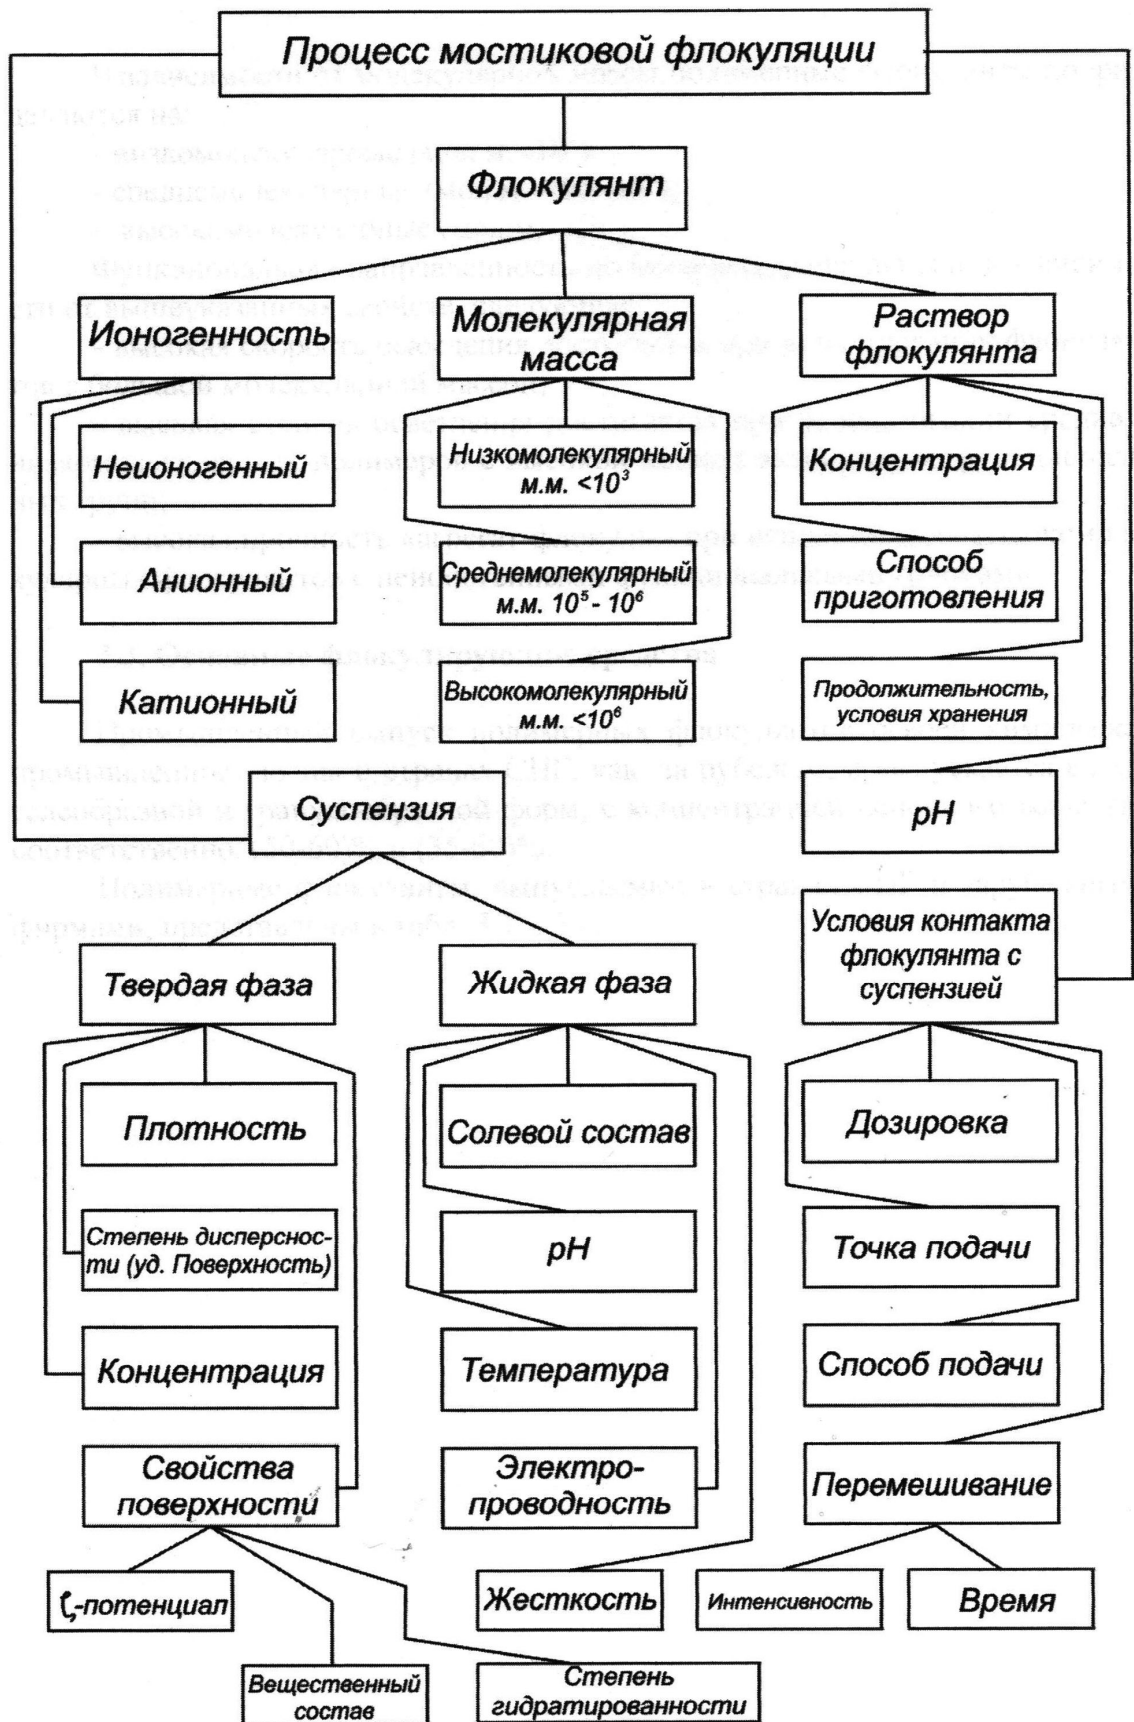 Процесс мостиковой флокуляции
Флокулянт
Ионогенность
Молекулярная
масса
Раствор
флокулянта
Неионогенный
Низкомолекулярный
м.м. <10³
Концентрация
Анионный
Среднемолекулярный
м.м. 10⁵ - 10⁶
Способ
приготовления
Катионный
Высокомолекулярный
м.м. <10⁶
Продолжительность,
условия хранения
Суспензия
pH
Твердая фаза
Жидкая фаза
Условия контакта
флокулянта с
суспензией
Плотность
Солевой состав
Дозировка
Степень дисперснос-
ти (уд. Поверхность)
pH
Точка подачи
Концентрация
Температура
Способ подачи
Свойства
поверхности
Электро-
проводность
Перемешивание
ζ-потенциал
Жесткость
Интенсивность
Время
Вещественный
состав
Степень
гидратированности